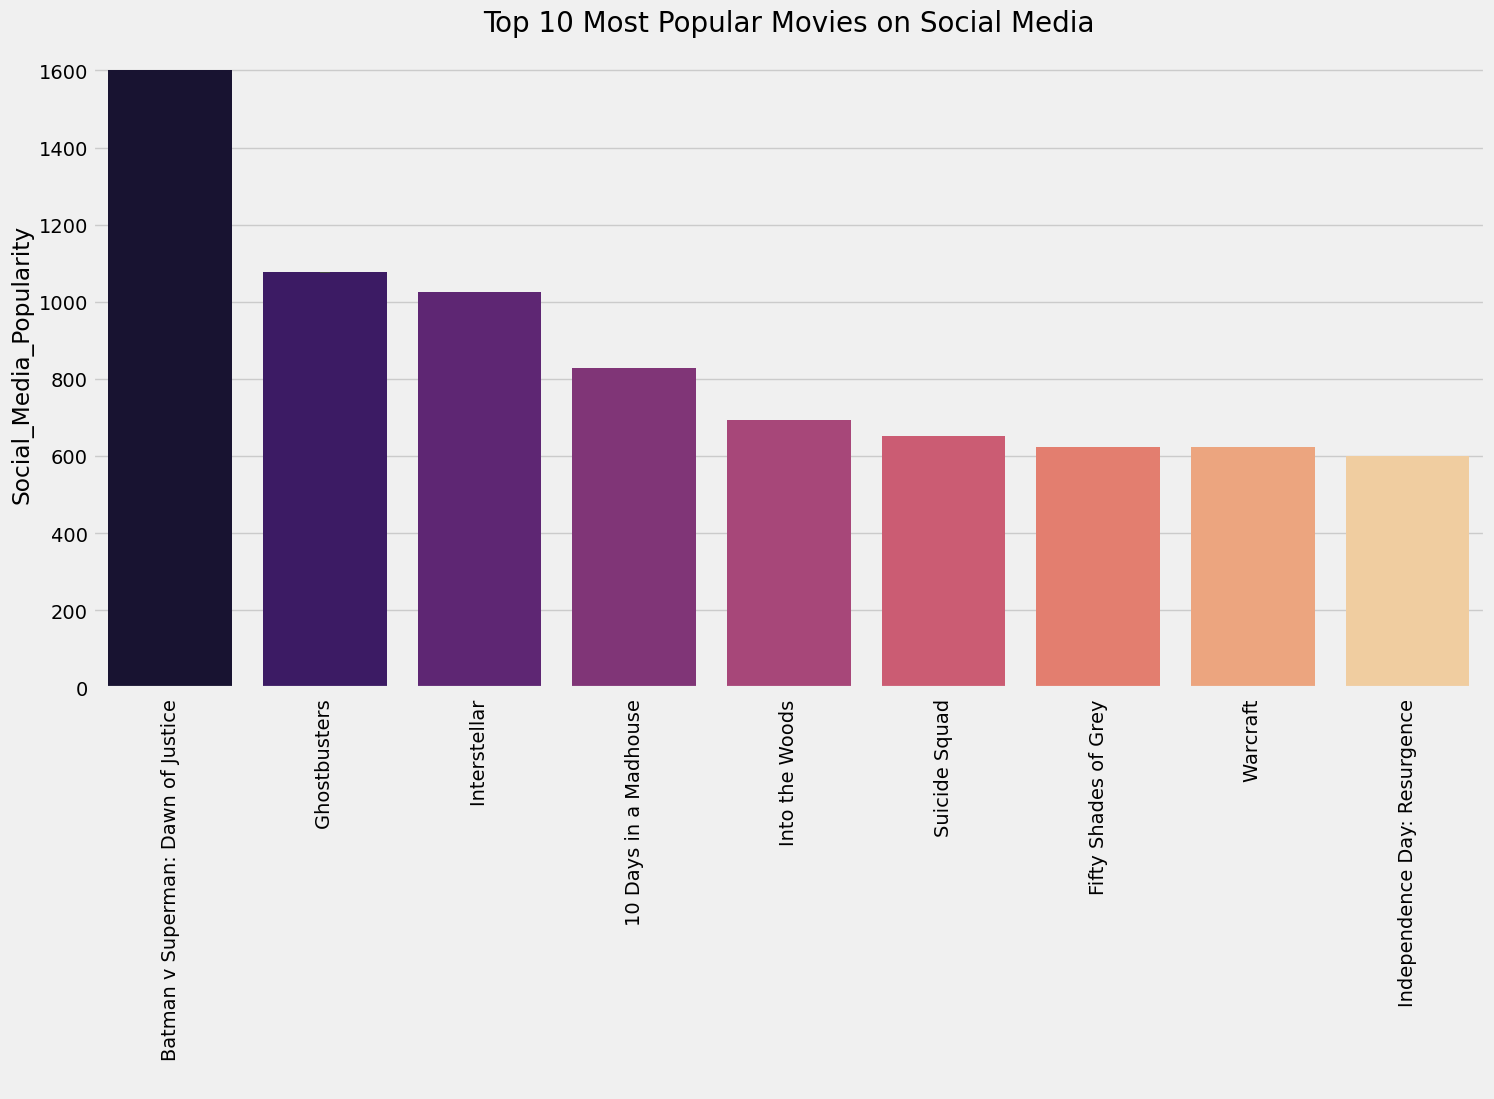 Top 10 Most Popular Movies on Social Media
Social_Media_Popularity
1600
1400
1200
1000
800
600
400
200
0
Batman v Superman: Dawn of Justice
Ghostbusters
Interstellar
10 Days in a Madhouse
Into the Woods
Suicide Squad
Fifty Shades of Grey
Warcraft
Independence Day: Resurgence